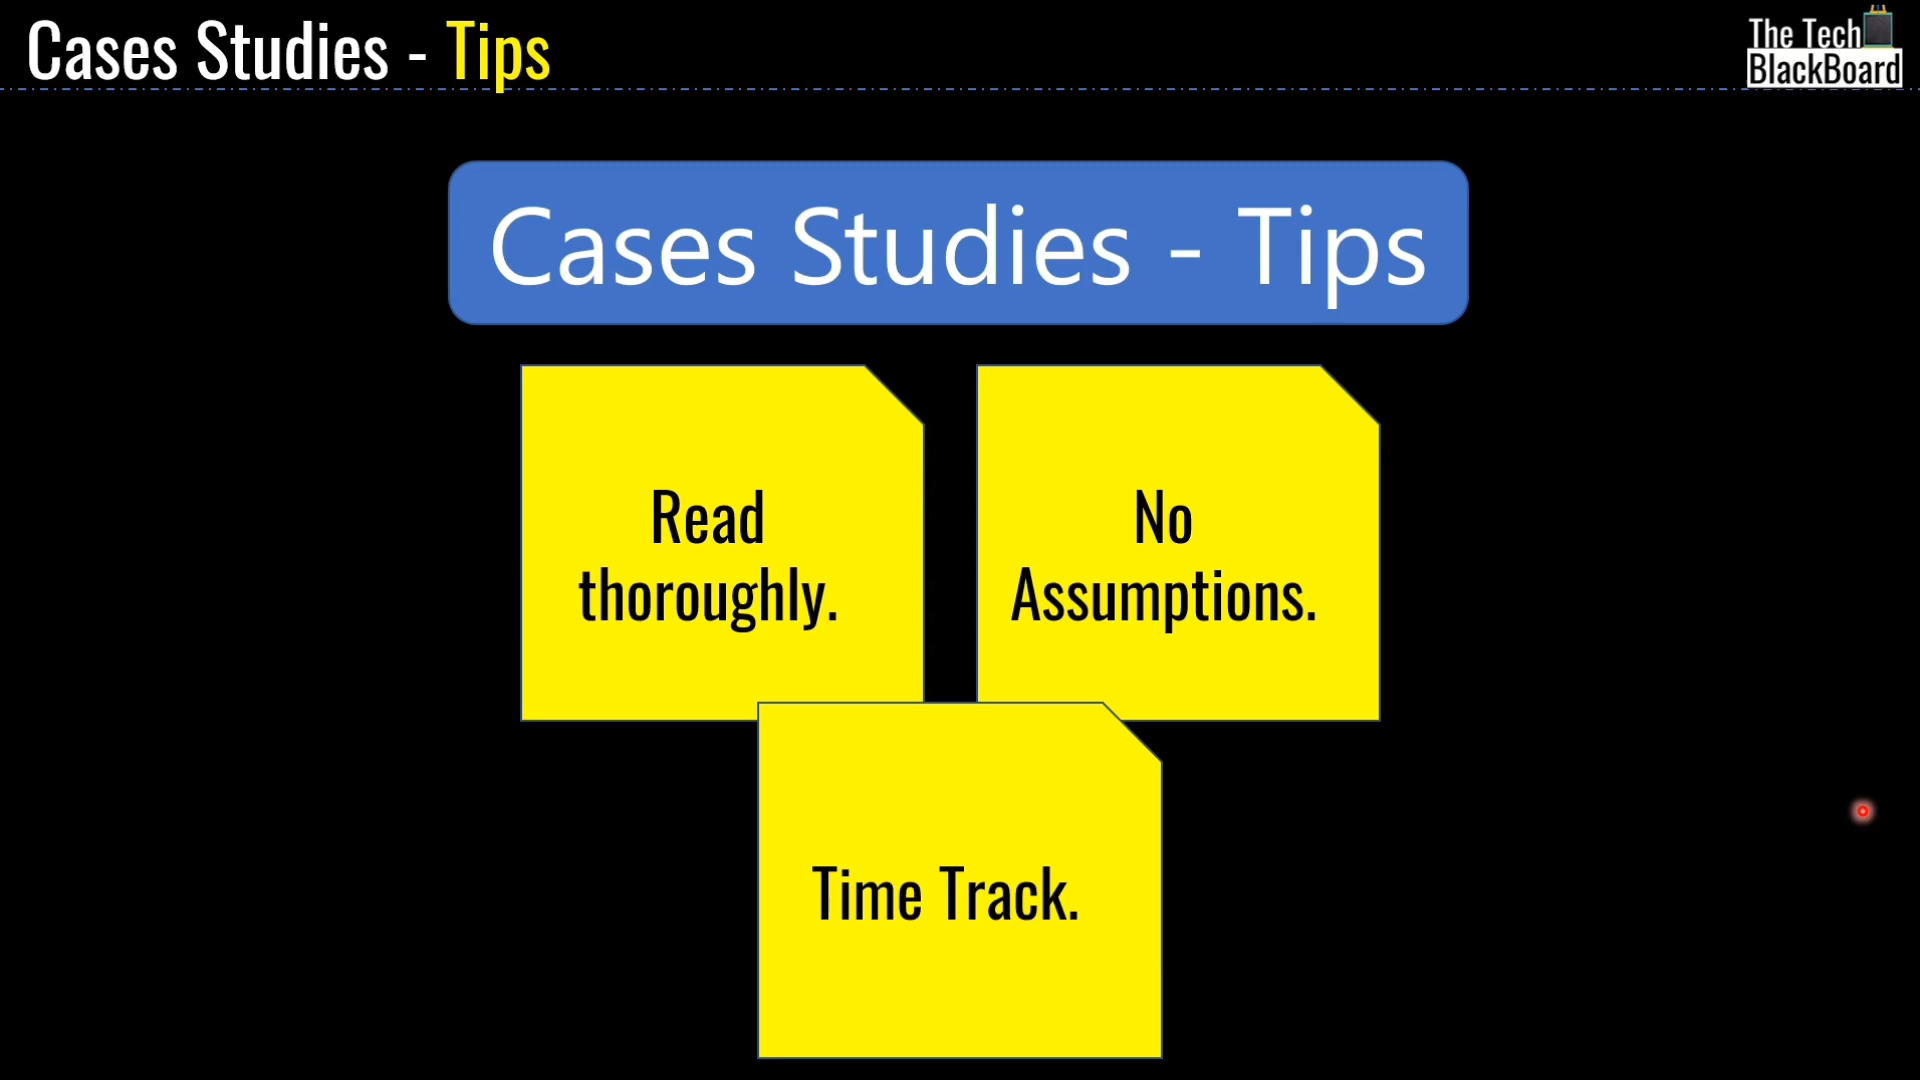 Cases Studies - Tips
The Tech
BlackBoard
Cases Studies - Tips
Read
thoroughly.
No
Assumptions.
Time Track.